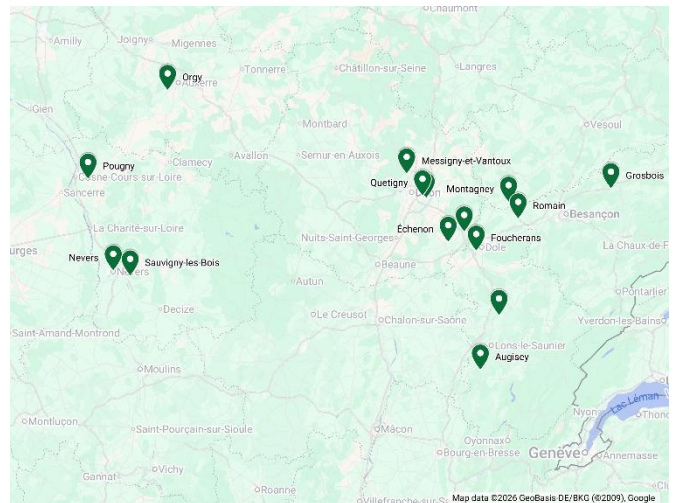 Chaumont
Amilly
Joigny
Migennes
Tonnerre
Châtillon-sur-Seine
Langres
Orgy
Auxerre
Gien
Montbard
Vesoul
Avallon
Semur-en-Auxois
Messigny-et-Vantoux
Clamecy
Pougny
Cosne-Cours-sur-Loire
Sancerre
Quetigny
Dijon
Montagney
Grosbois
Romain
Besançon
La Charité-sur-Loire
Échenon
Nuits-Saint-Georges
Foucherans
Dole
La Chaux-de-F
Bourges
Nevers
Sauvigny-les-Bois
Nevers
Beaune
Autun
Pontarlier
Decize
Le Creusot
Chalon-sur-Saône
Yverdon-les-Bains
Saint-Amand-Montrond
Lons-le-Saunier
Augisey
Moulins
Lac Léman
Montluçon
Saint-Pourçain-sur-Sioule
Mâcon
Oyonnax
Nyon
Thonon
Bourg-en-Bresse
Genève
Annemasse
Gannat
Vichy
Roanne
Cluses
Villefranche-sur-Saône
Map data ©2026 GeoBasis-DE/BKG (©2009), Google